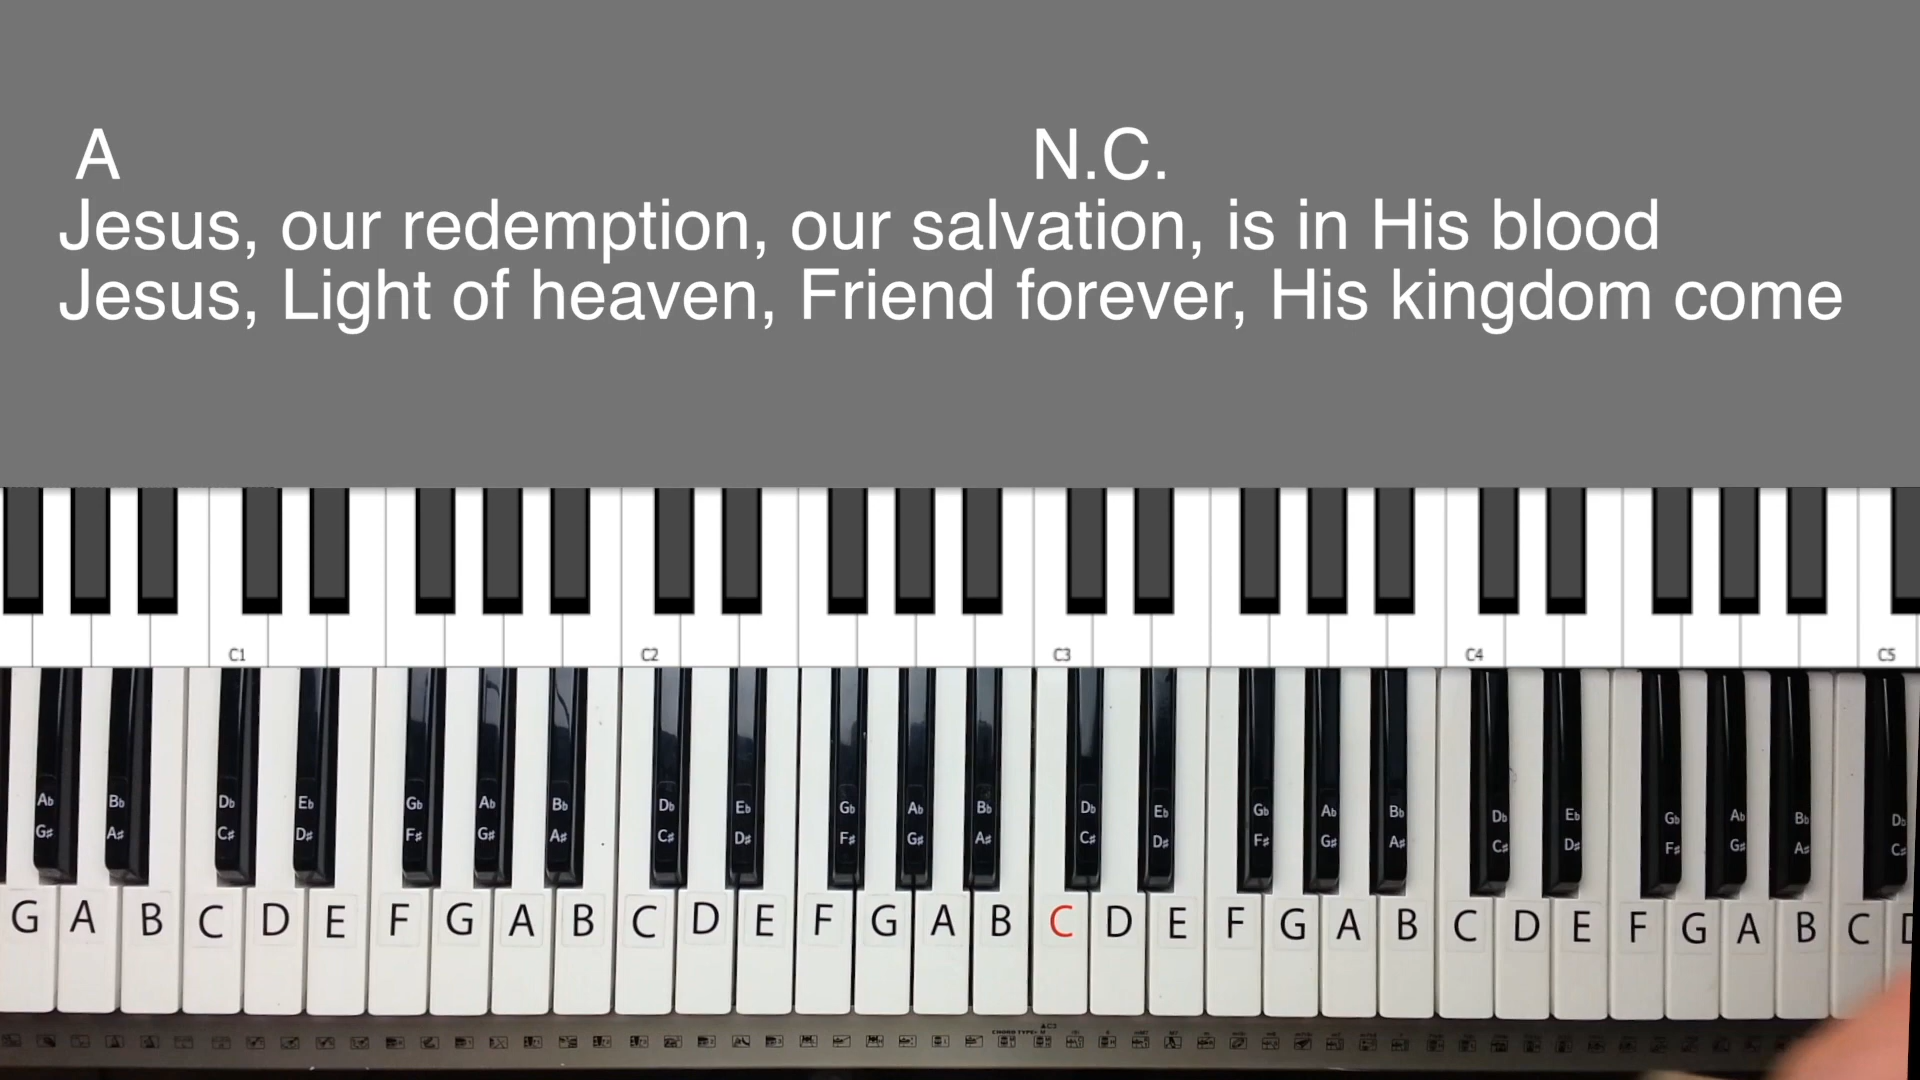 A N.C.
Jesus, our redemption, our salvation, is in His blood
Jesus, Light of heaven, Friend forever, His kingdom come
C1 C2 C3 C4 C5
Ab Bb Db Eb Gb Ab Bb Db Eb Gb Ab Bb Db Eb Gb Ab Bb Db Eb Gb Ab Bb Db
G# A# C# D# F# G# A# C# D# F# G# A# C# D# F# G# A# C# D# F# G# A# C#
G A B C D E F G A B C D E F G A B C D E F G A B C D E F G A B C D